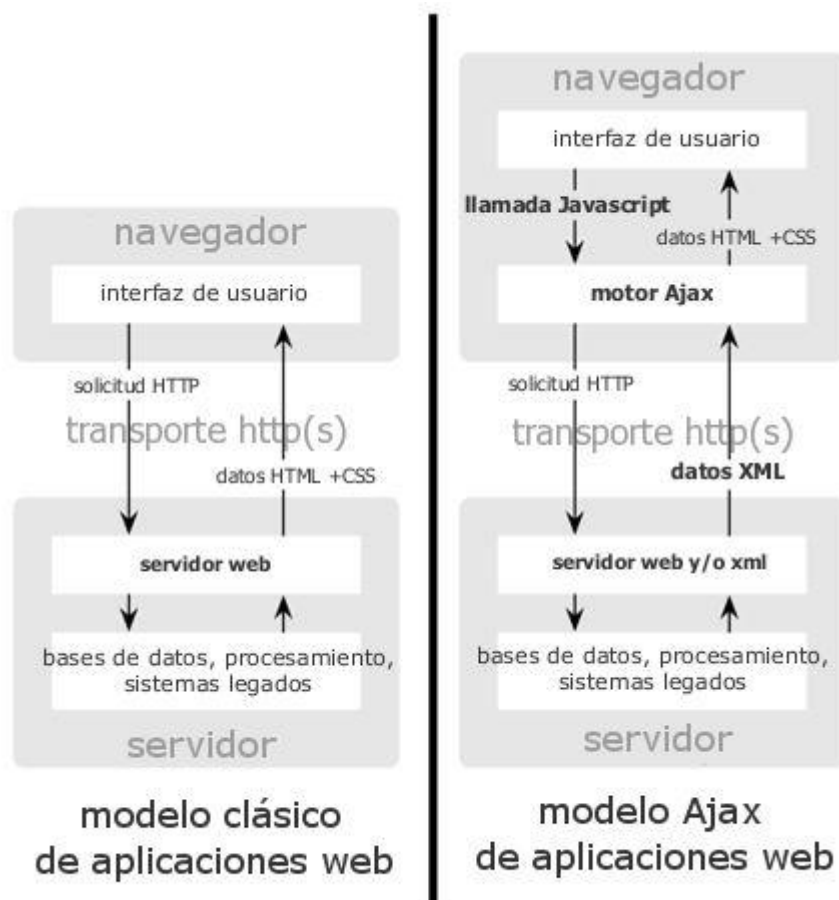 navegador
interfaz de usuario
solicitud HTTP
transporte http(s)
datos HTML +CSS
servidor web
bases de datos, procesamiento,
sistemas legados
servidor
modelo clásico
de aplicaciones web
navegador
interfaz de usuario
llamada Javascript
datos HTML +CSS
motor Ajax
solicitud HTTP
transporte http(s)
datos XML
servidor web y/o xml
bases de datos, procesamiento,
sistemas legados
servidor
modelo Ajax
de aplicaciones web